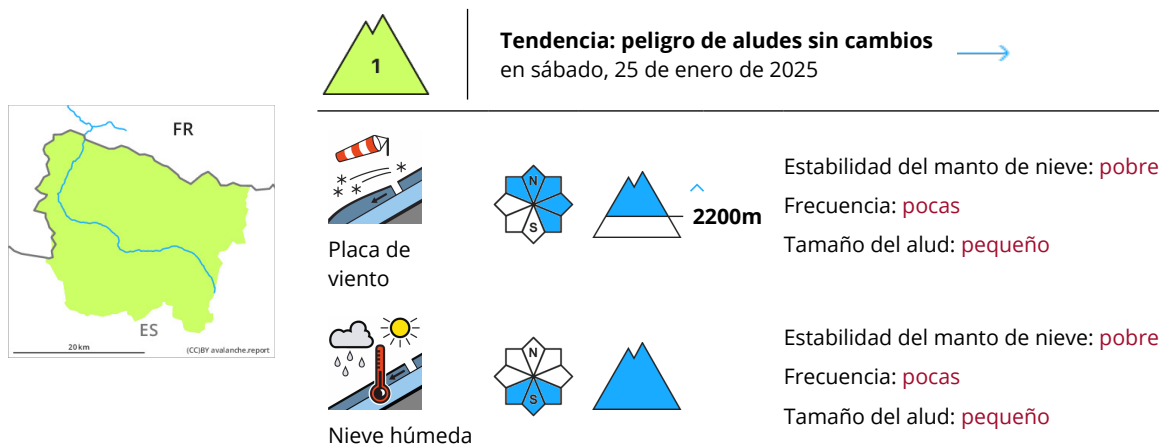 1
Tendencia: peligro de aludes sin cambios
en sábado, 25 de enero de 2025
FR
ES
20 km
(CC)BY avalanche.report
Placa de
viento
N
S
2200m
Estabilidad del manto de nieve: pobre
Frecuencia: pocas
Tamaño del alud: pequeño
Nieve húmeda
N
S
Estabilidad del manto de nieve: pobre
Frecuencia: pocas
Tamaño del alud: pequeño